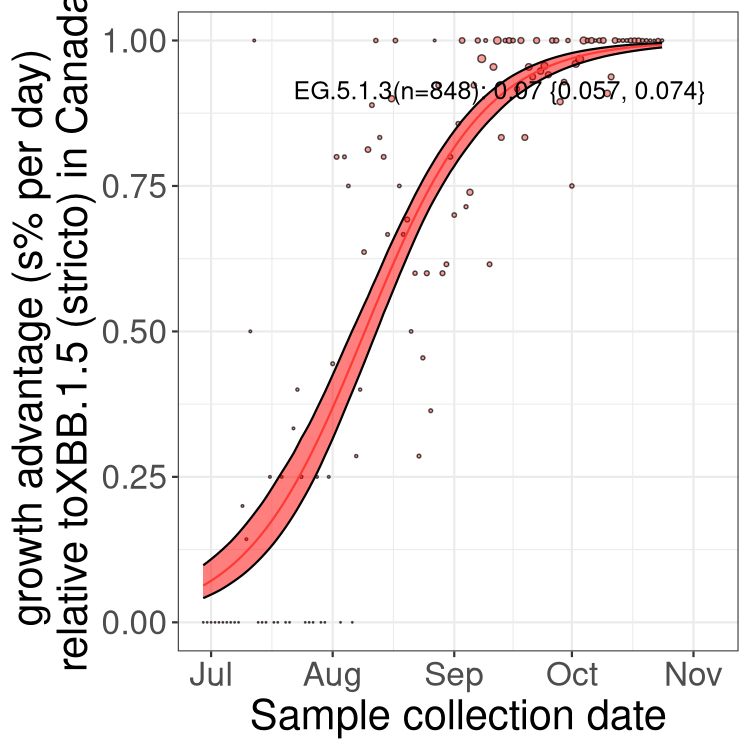 growth advantage (s% per day)
relative toXBB.1.5 (stricto) in Canada
1.00
0.75
0.50
0.25
0.00
EG.5.1.3(n=848): 0.07 {0.057, 0.074}
Jul Aug Sep Oct Nov
Sample collection date